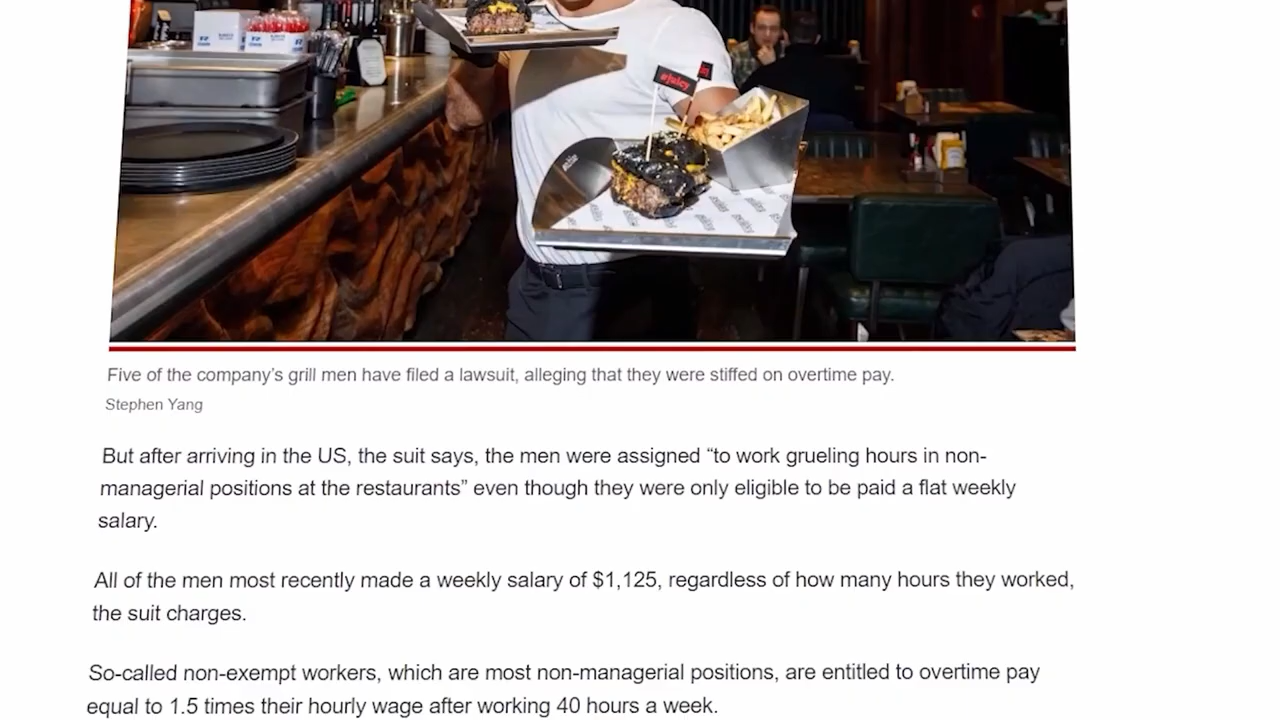 #juicy
Five of the company's grill men have filed a lawsuit, alleging that they were stiffed on overtime pay.
Stephen Yang
But after arriving in the US, the suit says, the men were assigned “to work grueling hours in non-
managerial positions at the restaurants” even though they were only eligible to be paid a flat weekly
salary.
All of the men most recently made a weekly salary of $1,125, regardless of how many hours they worked,
the suit charges.
So-called non-exempt workers, which are most non-managerial positions, are entitled to overtime pay
equal to 1.5 times their hourly wage after working 40 hours a week.